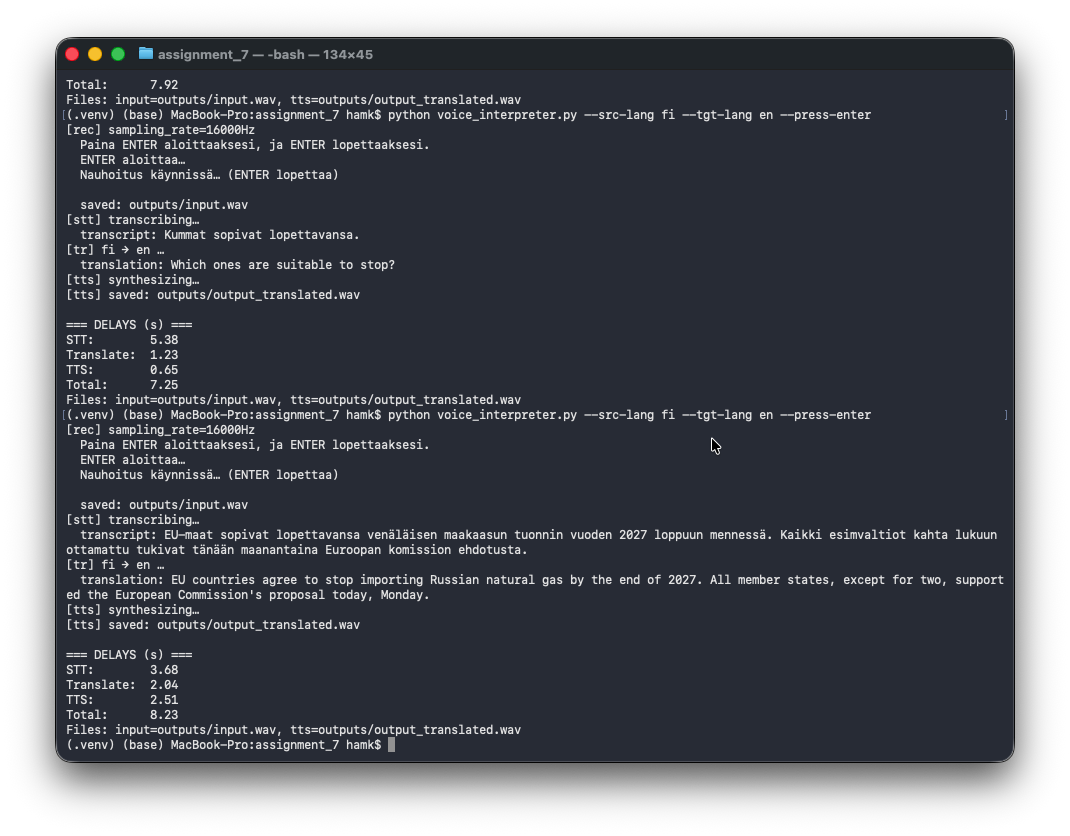 assignment_7 — -bash — 134×45
Total:      7.92
Files: input=outputs/input.wav, tts=outputs/output_translated.wav
[(.venv) (base) MacBook-Pro:assignment_7 hamk$ python voice_interpreter.py --src-lang fi --tgt-lang en --press-enter ]
[rec] sampling_rate=16000Hz
  Paina ENTER aloittaaksesi, ja ENTER lopettaaksesi.
  ENTER aloittaa…
  Nauhoitus käynnissä… (ENTER lopettaa)
  saved: outputs/input.wav
[stt] transcribing…
  transcript: Kummat sopivat lopettavansa.
[tr] fi → en …
  translation: Which ones are suitable to stop?
[tts] synthesizing…
[tts] saved: outputs/output_translated.wav
=== DELAYS (s) ===
STT:        5.38
Translate:  1.23
TTS:        0.65
Total:      7.25
Files: input=outputs/input.wav, tts=outputs/output_translated.wav
[(.venv) (base) MacBook-Pro:assignment_7 hamk$ python voice_interpreter.py --src-lang fi --tgt-lang en --press-enter ]
[rec] sampling_rate=16000Hz
  Paina ENTER aloittaaksesi, ja ENTER lopettaaksesi.
  ENTER aloittaa…
  Nauhoitus käynnissä… (ENTER lopettaa)
  saved: outputs/input.wav
[stt] transcribing…
  transcript: EU-maat sopivat lopettavansa venäläisen maakaasun tuonnin vuoden 2027 loppuun mennessä. Kaikki esimvaltiot kahta lukuun
ottamattu tukivat tänään maanantaina Euroopan komission ehdotusta.
[tr] fi → en …
  translation: EU countries agree to stop importing Russian natural gas by the end of 2027. All member states, except for two, support
ed the European Commission's proposal today, Monday.
[tts] synthesizing…
[tts] saved: outputs/output_translated.wav
=== DELAYS (s) ===
STT:        3.68
Translate:  2.04
TTS:        2.51
Total:      8.23
Files: input=outputs/input.wav, tts=outputs/output_translated.wav
(.venv) (base) MacBook-Pro:assignment_7 hamk$